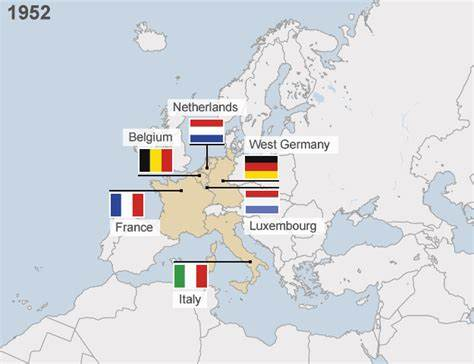 1952
Netherlands
Belgium
West Germany
France
Luxembourg
Italy